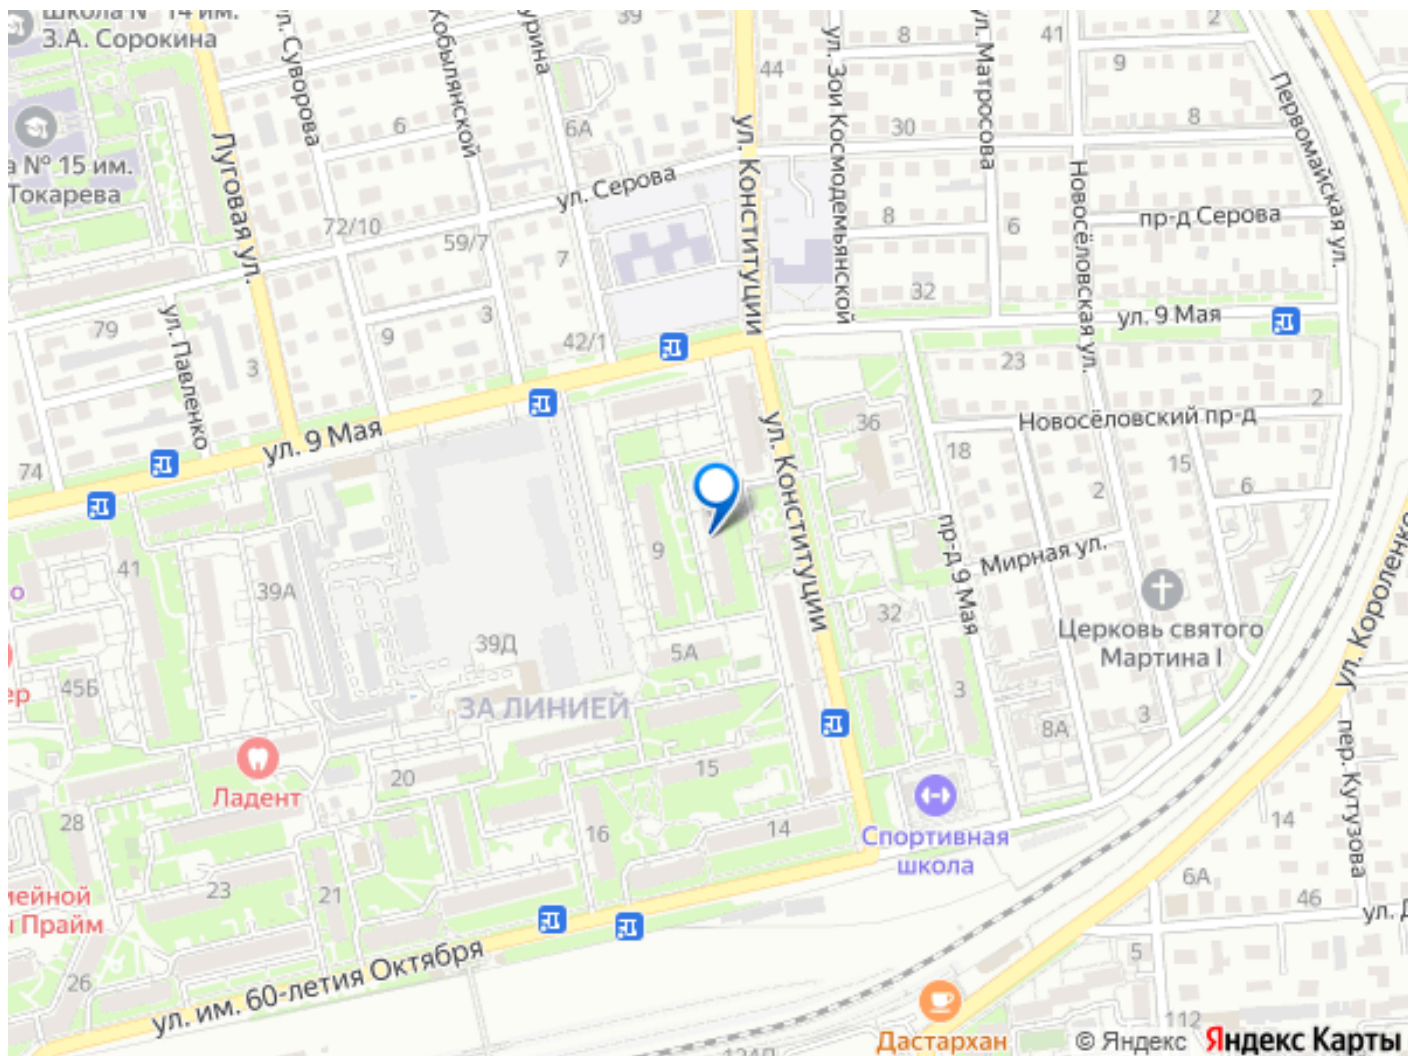 Школа № 14 им.
З.А. Сорокина
ул. Суворова
Кобылянской
39
44
ул. Зои Космодемьянской
8
ул. Матросова
41
2
9
Первомайская ул.
№ 15 им.
Токарева
Луговая ул.
6
6А
ул. Конституции
30
8
Новосёловская ул.
ул. Серова
72/10
59/7
7
8
6
пр-д Серова
79
ул. Павленко
3
9
3
42/1
32
ул. 9 Мая
23
2
Новосёловский пр-д
ул. 9 Мая
74
ул. Конституции
36
18
15
2
6
41
39А
9
пр-д 9 Мая
Мирная ул.
ул. Короленко
39Д
5А
32
Церковь святого
Мартина I
45Б
ЗА ЛИНИЕЙ
3
8А
3
пер. Кутузова
Ладент
20
15
28
16
14
Спортивная
школа
14
23
21
6А
46
Прайм
26
5
ул. им. 60-летия Октября
112
Дастархан
© Яндекс
Яндекс Карты